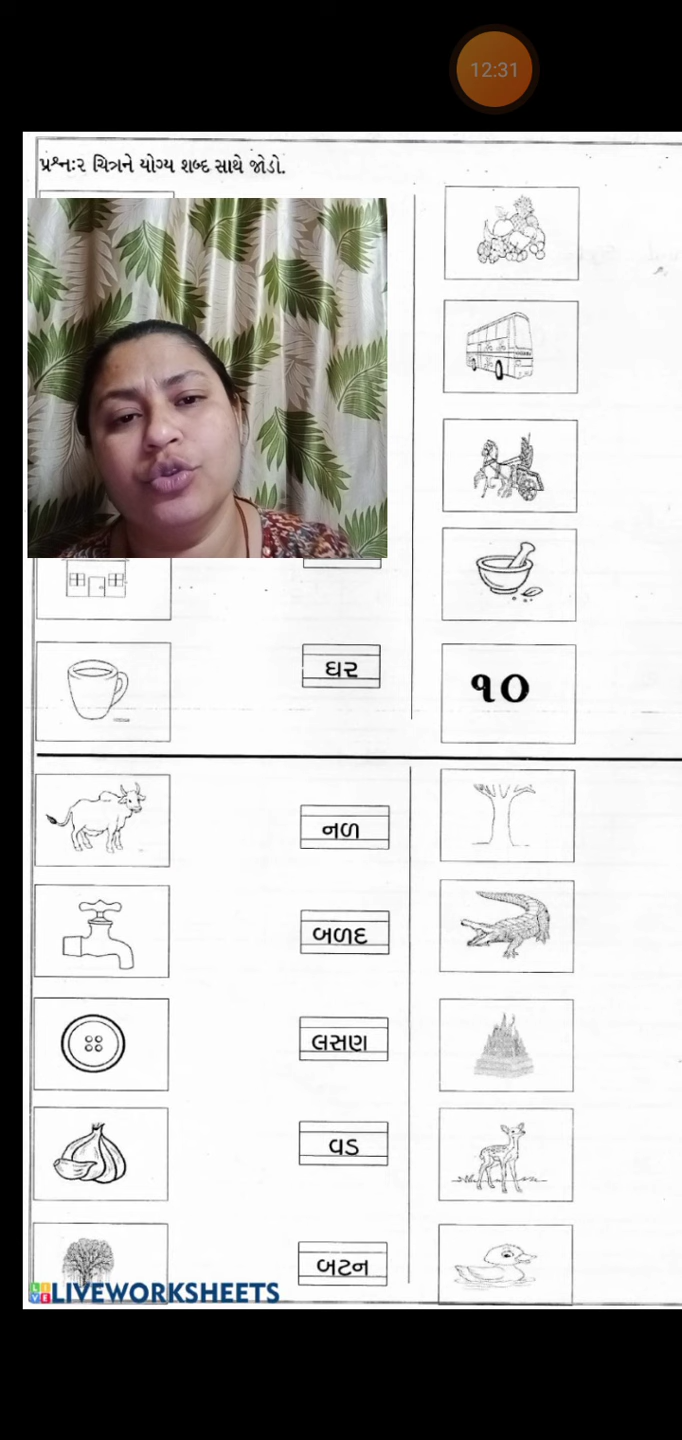 12:31
પ્રશ્ન:૨ ચિત્રને યોગ્ય શબ્દ સાથે જોડો.
ઘર
૧૦
નળ
બળદ
લસણ
વડ
બટન
LIVEWORKSHEETS